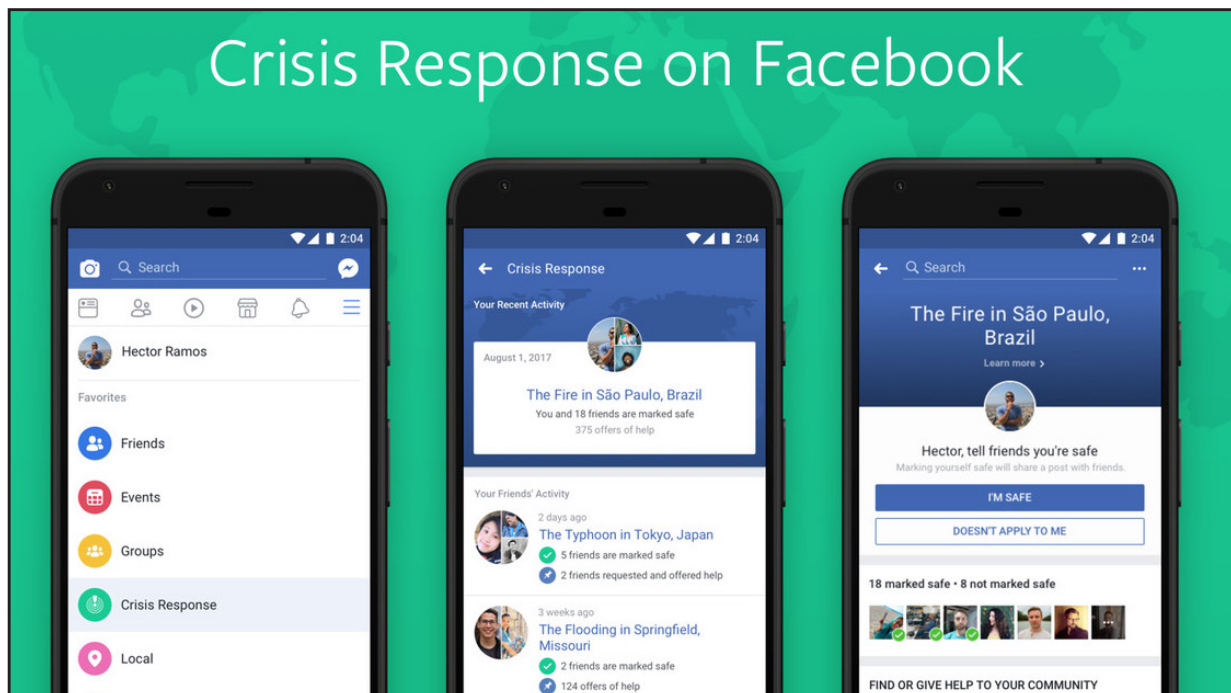 Crisis Response on Facebook
2:04
Search
Hector Ramos
Favorites
Friends
Events
Groups
Crisis Response
Local
2:04
Crisis Response
Your Recent Activity
August 1, 2017
The Fire in São Paulo, Brazil
You and 18 friends are marked safe
375 offers of help
Your Friends' Activity
2 days ago
The Typhoon in Tokyo, Japan
5 friends are marked safe
2 friends requested and offered help
3 weeks ago
The Flooding in Springfield,
Missouri
2 friends are marked safe
124 offers of help
2:04
Search
The Fire in São Paulo,
Brazil
Learn more
Hector, tell friends you're safe
Marking yourself safe will share a post with friends.
I'M SAFE
DOESN'T APPLY TO ME
18 marked safe • 8 not marked safe
FIND OR GIVE HELP TO YOUR COMMUNITY